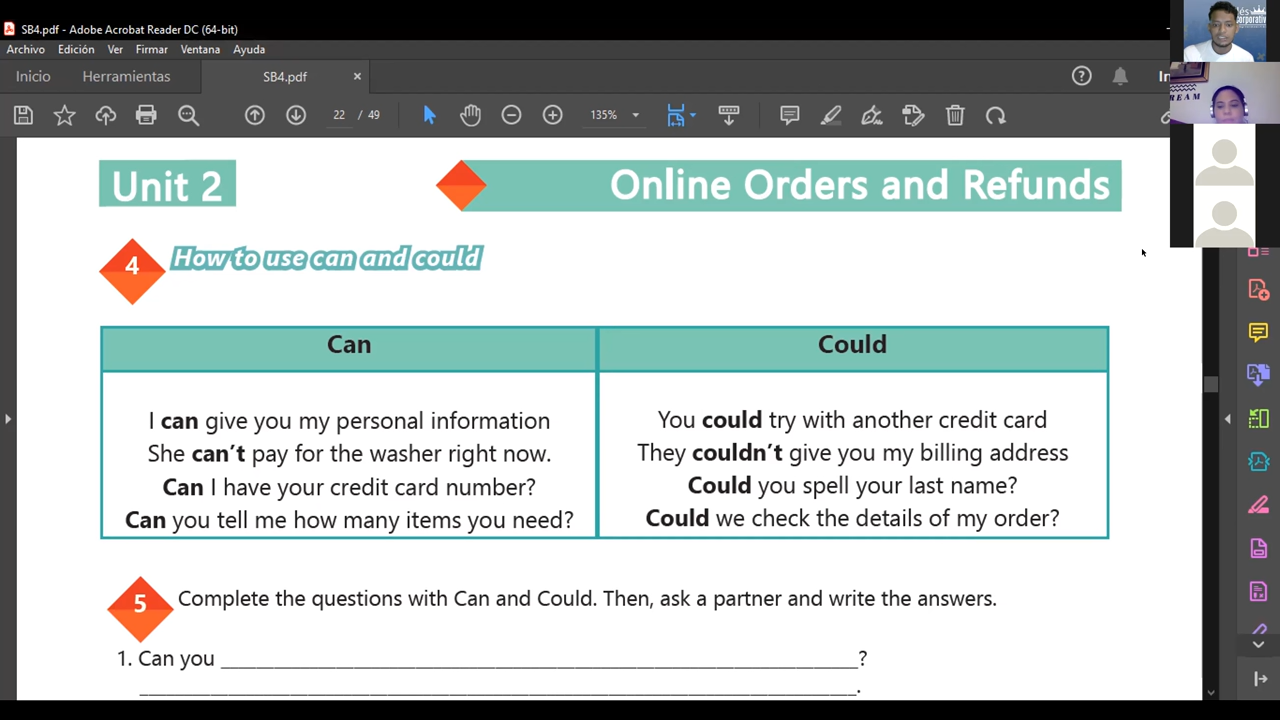 SB4.pdf - Adobe Acrobat Reader DC (64-bit)
Archivo Edición Ver Firmar Ventana Ayuda
Inicio Herramientas SB4.pdf ×
22 / 49 135%
Unit 2 Online Orders and Refunds
4 How to use can and could
Can Could
I can give you my personal information
She can't pay for the washer right now.
Can I have your credit card number?
Can you tell me how many items you need?
You could try with another credit card
They couldn't give you my billing address
Could you spell your last name?
Could we check the details of my order?
5 Complete the questions with Can and Could. Then, ask a partner and write the answers.
1. Can you ______________________________?
______________________________.